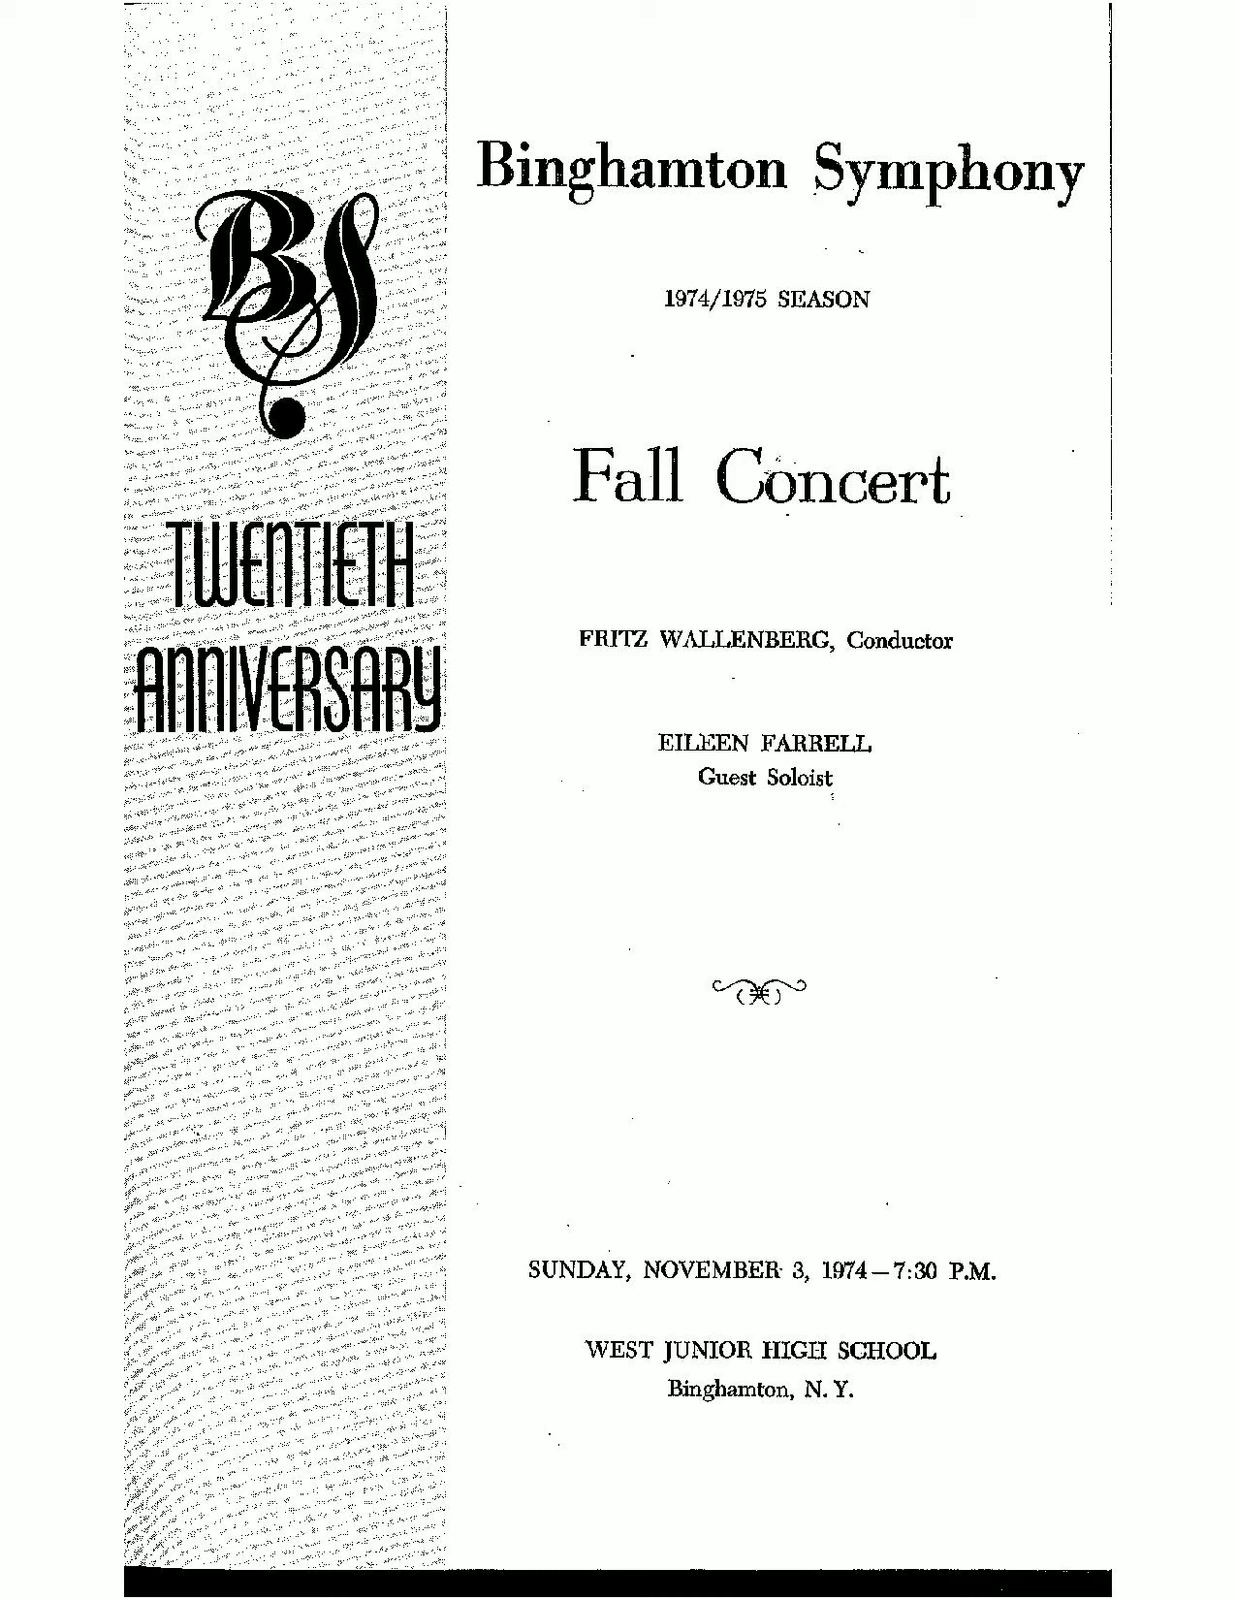 BS
TWENTIETH
ANNIVERSARY
Binghamton Symphony
1974/1975 SEASON
Fall Concert
FRITZ WALLENBERG, Conductor
EILEEN FARRELL
Guest Soloist
SUNDAY, NOVEMBER 3, 1974—7:30 P.M.
WEST JUNIOR HIGH SCHOOL
Binghamton, N. Y.